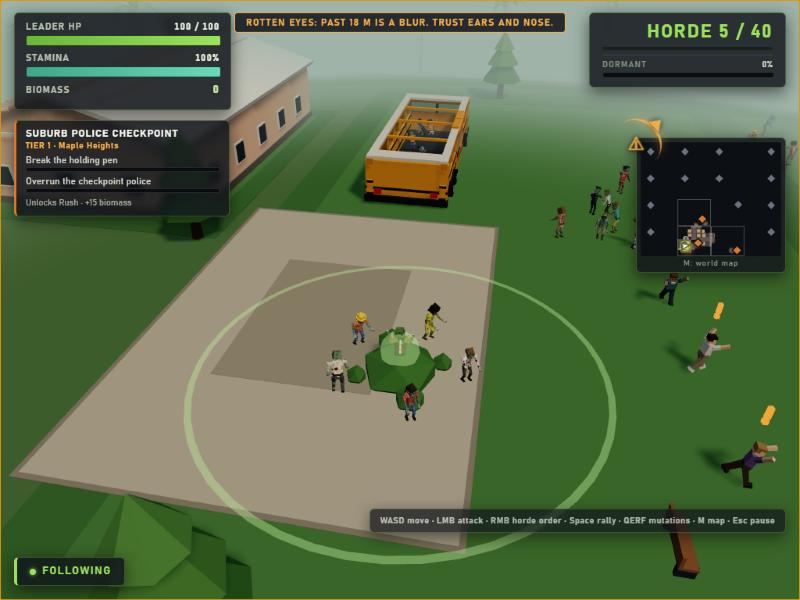 LEADER HP 100 / 100
STAMINA 100%
BIOMASS 0
ROTTEN EYES: PAST 18 M IS A BLUR. TRUST EARS AND NOSE.
HORDE 5 / 40
DORMANT 0%
SUBURB POLICE CHECKPOINT
TIER 1 · Maple Heights
Break the holding pen
Overrun the checkpoint police
Unlocks Rush · +15 biomass
M: world map
WASD move · LMB attack · RMB horde order · Space rally · QERF mutations · M map · Esc pause
FOLLOWING